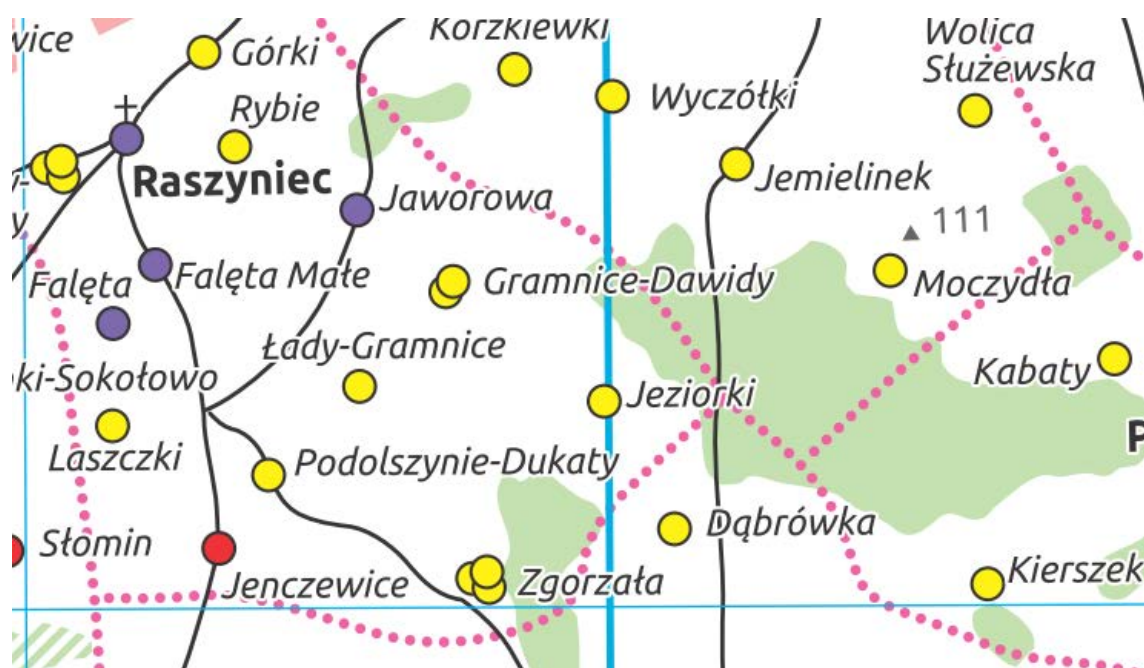 Korzkiewki
Wolica
Służewska
Górki
Rybie
Wyczółki
Raszyniec
Jemielinek
Jaworowa
111
Falęta
Falęta Małe
Gramnice-Dawidy
Moczydła
Łady-Gramnice
Kabaty
Jeziorki
Laszczki
Podolszynie-Dukaty
Słomin
Dąbrówka
Jenczewice
Zgorzała
Kierszek